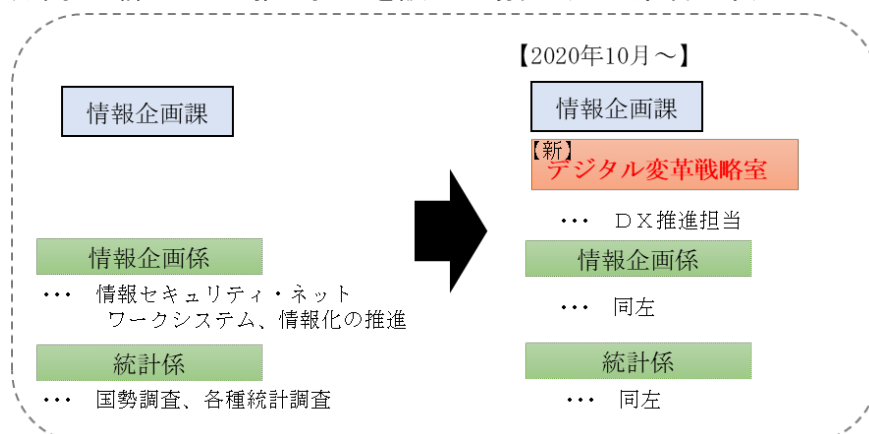 情報企画課
情報企画係
･･･ 情報セキュリティ・ネット
ワークシステム、情報化の推進
統計係
･･･ 国勢調査、各種統計調査
【2020年10月～】
情報企画課
【新】
デジタル変革戦略室
･･･ ＤＸ推進担当
情報企画係
･･･ 同左
統計係
･･･ 同左